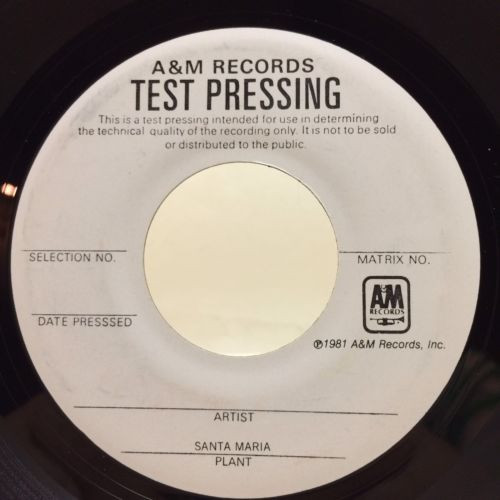 A&M RECORDS
TEST PRESSING
This is a test pressing intended for use in determining
the technical quality of the recording only. It is not to be sold
or distributed to the public.
SELECTION NO.
MATRIX NO.
A&M
RECORDS
DATE PRESSSED
℗1981 A&M Records, Inc.
ARTIST
SANTA MARIA
PLANT